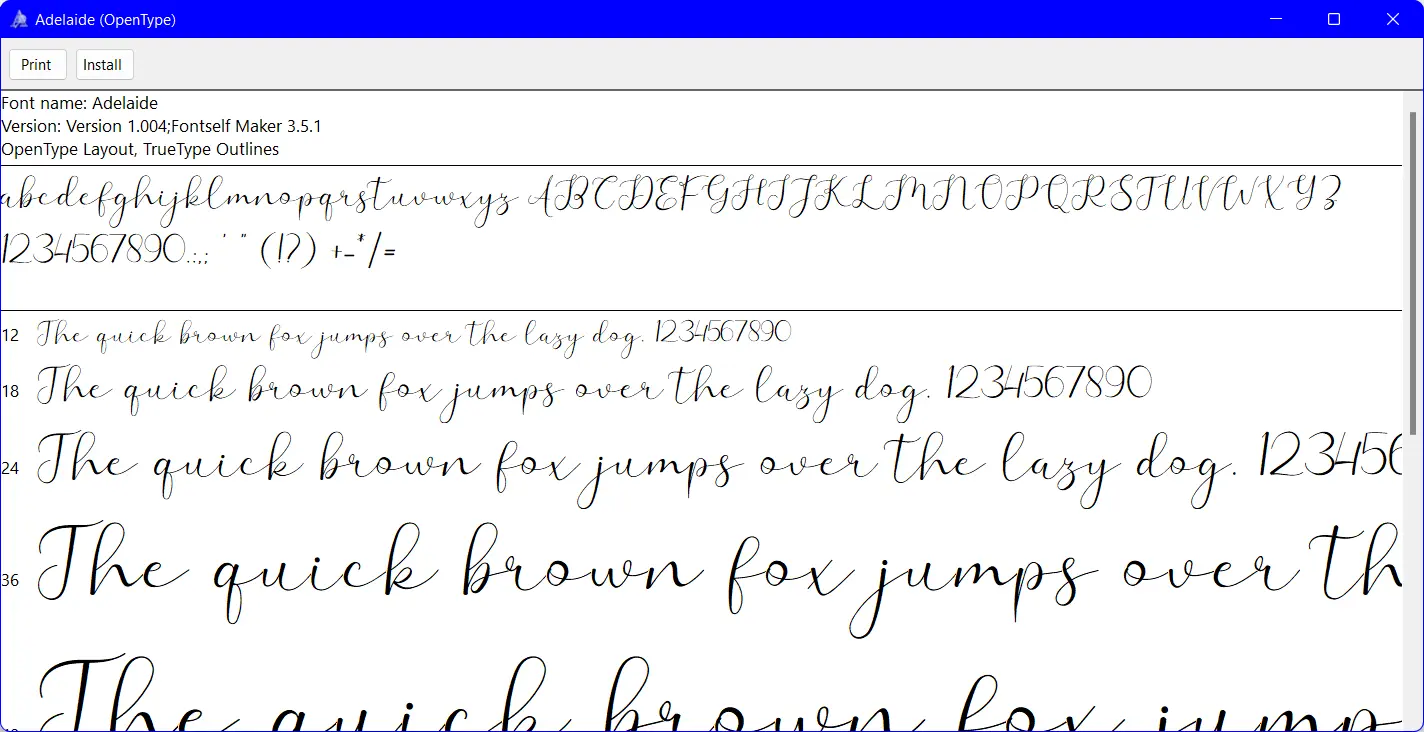 Adelaide (OpenType)
Print Install
Font name: Adelaide
Version: Version 1.004;Fontself Maker 3.5.1
OpenType Layout, TrueType Outlines
abcdefghijklmnopqrstuvwxyz ABCDEFGHIJKLMNOPQRSTUVWXYZ
1234567890.:,; ' " (!?) +-*/=
12 The quick brown fox jumps over the lazy dog. 1234567890
18 The quick brown fox jumps over the lazy dog. 1234567890
24 The quick brown fox jumps over the lazy dog. 123456
36 The quick brown fox jumps over th
The quick brown fox jump